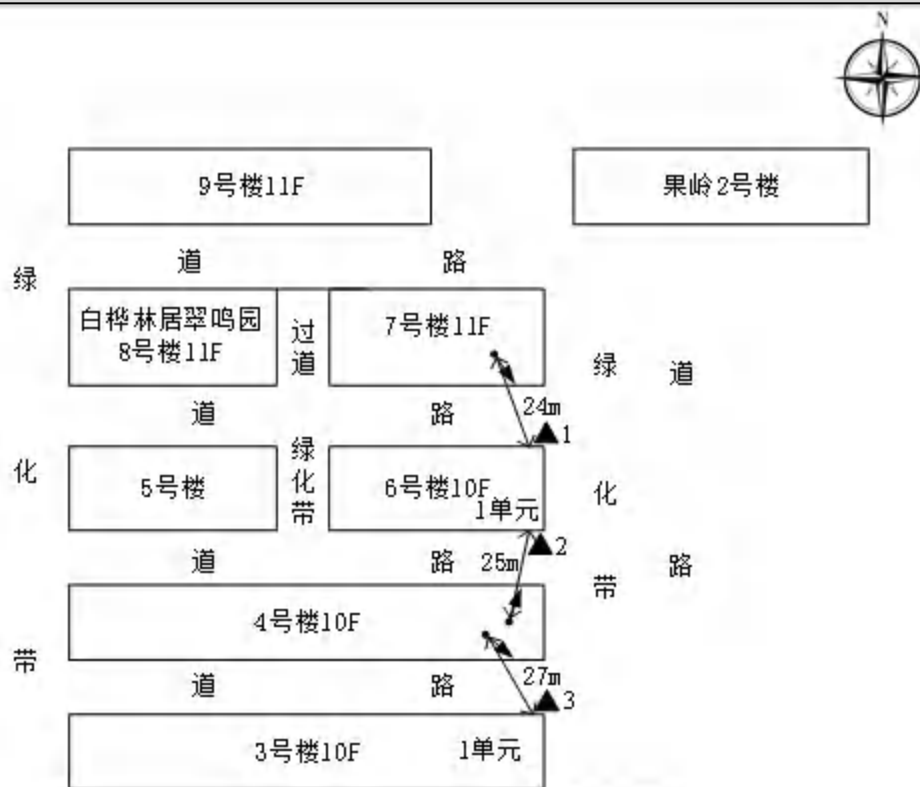 N
9号楼11F
果岭2号楼
道 路
绿化带
白桦林居翠鸣园
8号楼11F
过道
7号楼11F
24m
▲1
绿化带
道路
道 路
5号楼
绿化带
6号楼10F
1单元
▲2
道 路
25m
4号楼10F
道 路
27m
▲3
3号楼10F
1单元